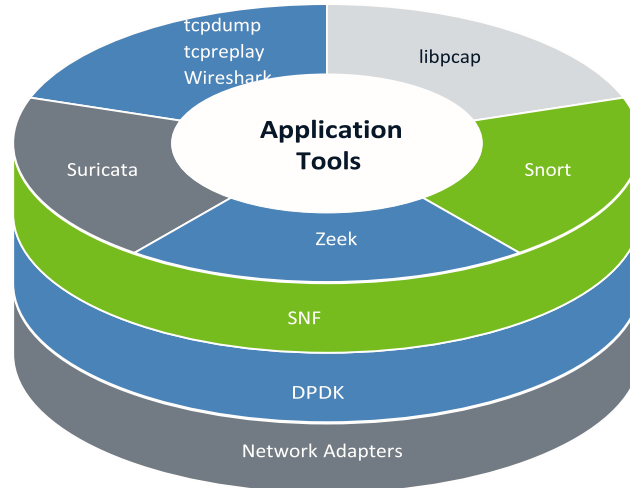 tcpdump
tcpreplay
Wireshark
libpcap
Application
Tools
Suricata
Snort
Zeek
SNF
DPDK
Network Adapters